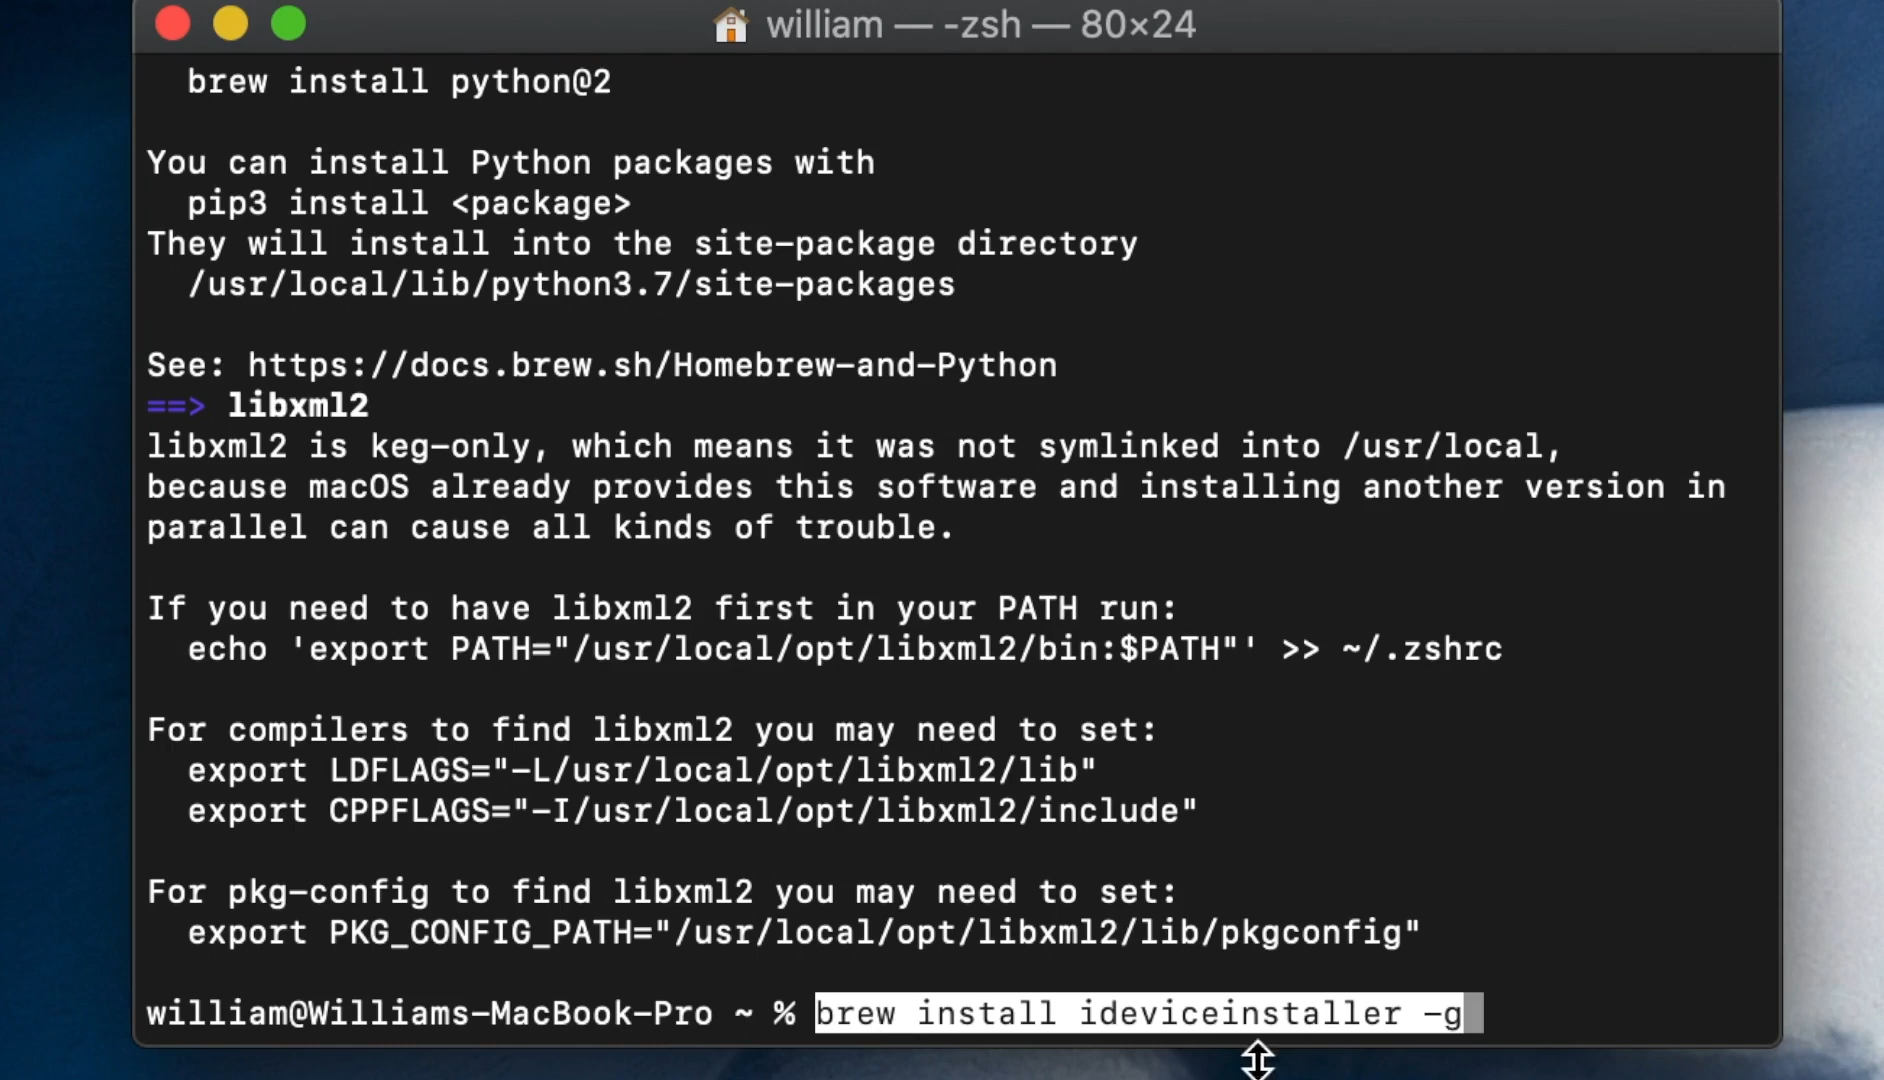 william — -zsh — 80×24
brew install python@2
You can install Python packages with
pip3 install <package>
They will install into the site-package directory
/usr/local/lib/python3.7/site-packages
See: https://docs.brew.sh/Homebrew-and-Python
==> libxml2
libxml2 is keg-only, which means it was not symlinked into /usr/local,
because macOS already provides this software and installing another version in
parallel can cause all kinds of trouble.
If you need to have libxml2 first in your PATH run:
echo 'export PATH="/usr/local/opt/libxml2/bin:$PATH"' >> ~/.zshrc
For compilers to find libxml2 you may need to set:
export LDFLAGS="-L/usr/local/opt/libxml2/lib"
export CPPFLAGS="-I/usr/local/opt/libxml2/include"
For pkg-config to find libxml2 you may need to set:
export PKG_CONFIG_PATH="/usr/local/opt/libxml2/lib/pkgconfig"
william@Williams-MacBook-Pro ~ % brew install ideviceinstaller -g